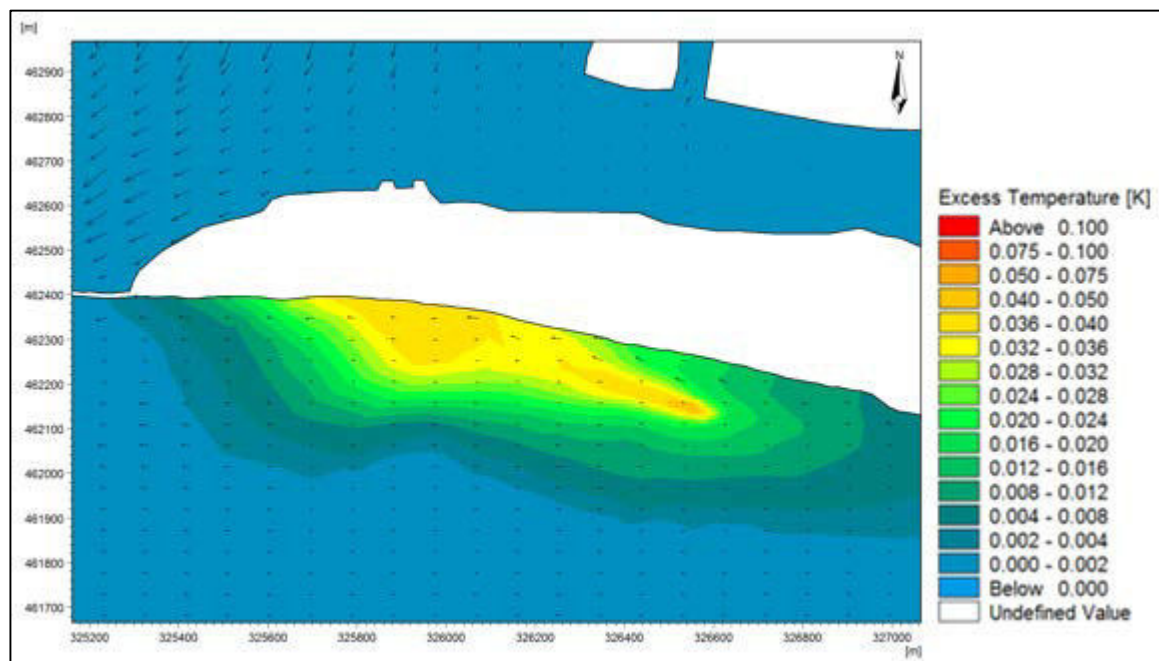 [m]
462900
462800
462700
462600
462500
462400
462300
462200
462100
462000
461900
461800
461700
325200 325400 325600 325800 326000 326200 326400 326600 326800 327000
[m]
N
Excess Temperature [K]
Above 0.100
0.075 - 0.100
0.050 - 0.075
0.040 - 0.050
0.036 - 0.040
0.032 - 0.036
0.028 - 0.032
0.024 - 0.028
0.020 - 0.024
0.016 - 0.020
0.012 - 0.016
0.008 - 0.012
0.004 - 0.008
0.002 - 0.004
0.000 - 0.002
Below 0.000
Undefined Value